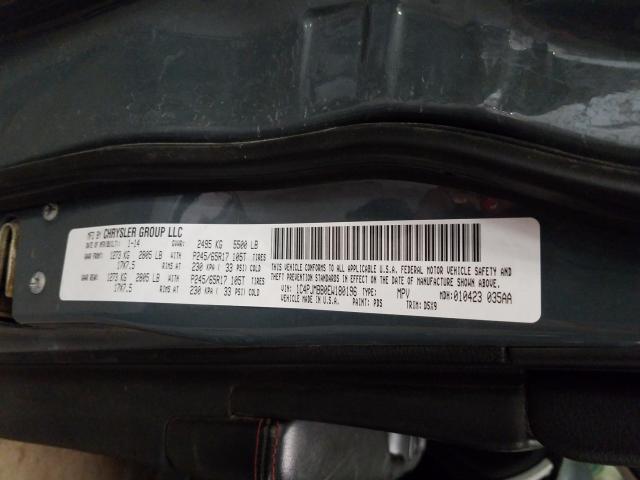 MFD BY CHRYSLER GROUP LLC
DATE OF MFR(BUILT): 1-14 GVWR: 2495 KG 5500 LB
GAWR FRONT: 1273 KG 2805 LB WITH P245/65R17 105T TIRES
17X7.5 RIMS AT 230 KPA ( 33 PSI) COLD
GAWR REAR: 1273 KG 2805 LB WITH P245/65R17 105T TIRES
17X7.5 RIMS AT 230 KPA ( 33 PSI) COLD
THIS VEHICLE CONFORMS TO ALL APPLICABLE U.S.A. FEDERAL MOTOR VEHICLE SAFETY AND
THEFT PREVENTION STANDARDS IN EFFECT ON THE DATE OF MANUFACTURE SHOWN ABOVE.
VIN: 1C4PJMBB0EW180196 TYPE: MPV MDH: 010423 035AA
VEHICLE MADE IN U.S.A. PAINT: PDS TRIM: DSX9